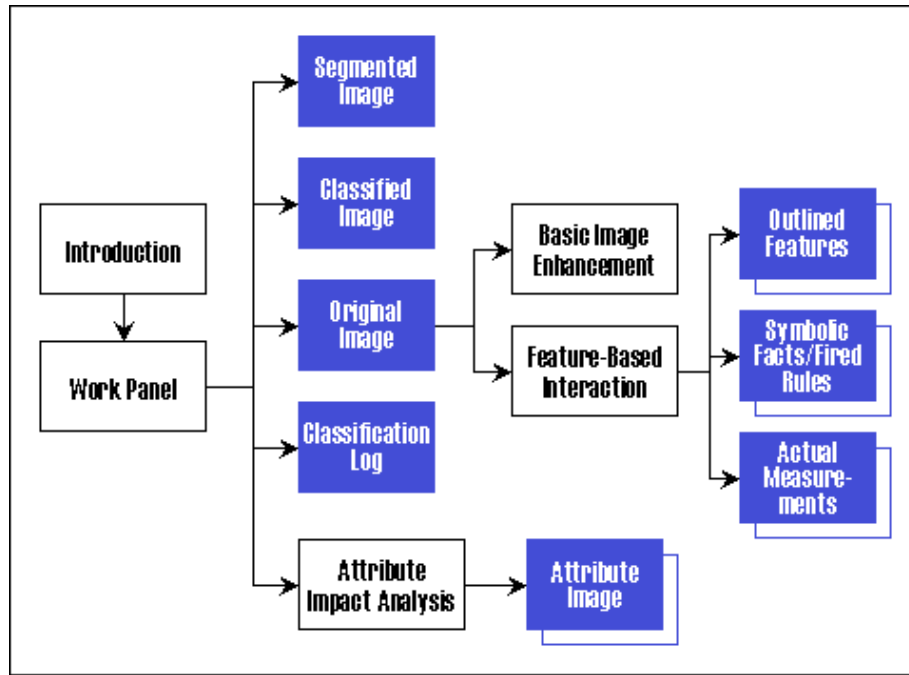 Segmented
Image
Classified
Image
Introduction
Basic Image
Enhancement
Outlined
Features
Original
Image
Work Panel
Feature-Based
Interaction
Symbolic
Facts/Fired
Rules
Classification
Log
Actual
Measure-
ments
Attribute
Impact Analysis
Attribute
Image